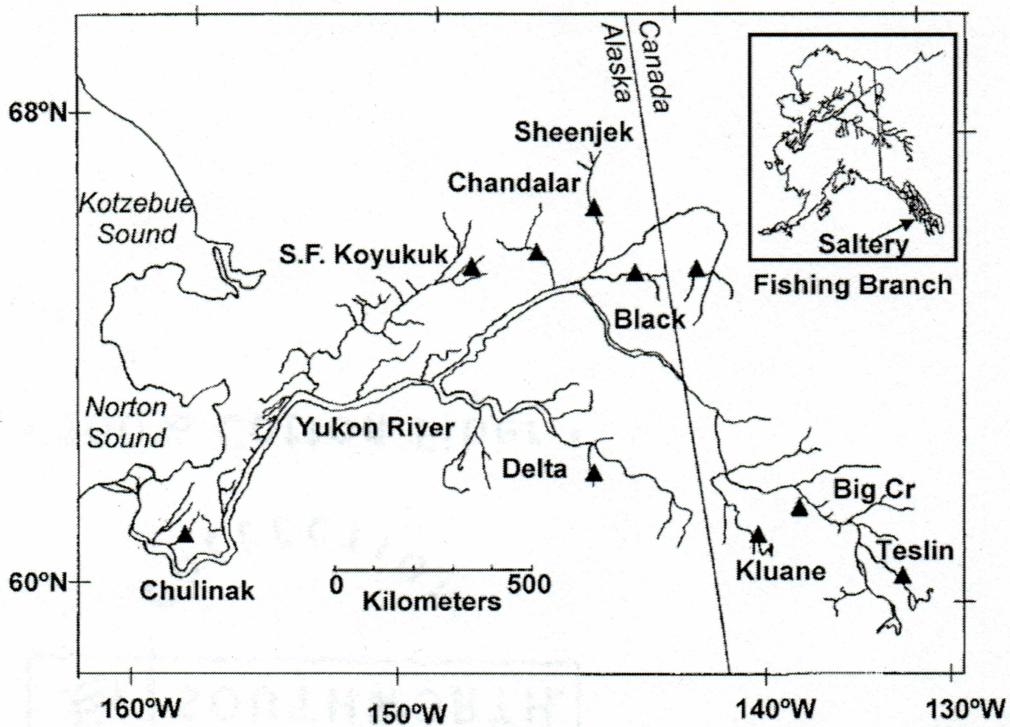 Canada
Alaska
68ºN
Sheenjek
Chandalar
Kotzebue
Sound
S.F. Koyukuk
Saltery
Fishing Branch
Black
Norton
Sound
Yukon River
Delta
Big Cr
Teslin
Kluane
60ºN
Chulinak
0 500
Kilometers
160ºW 150ºW 140ºW 130ºW
SOUTHWORTH